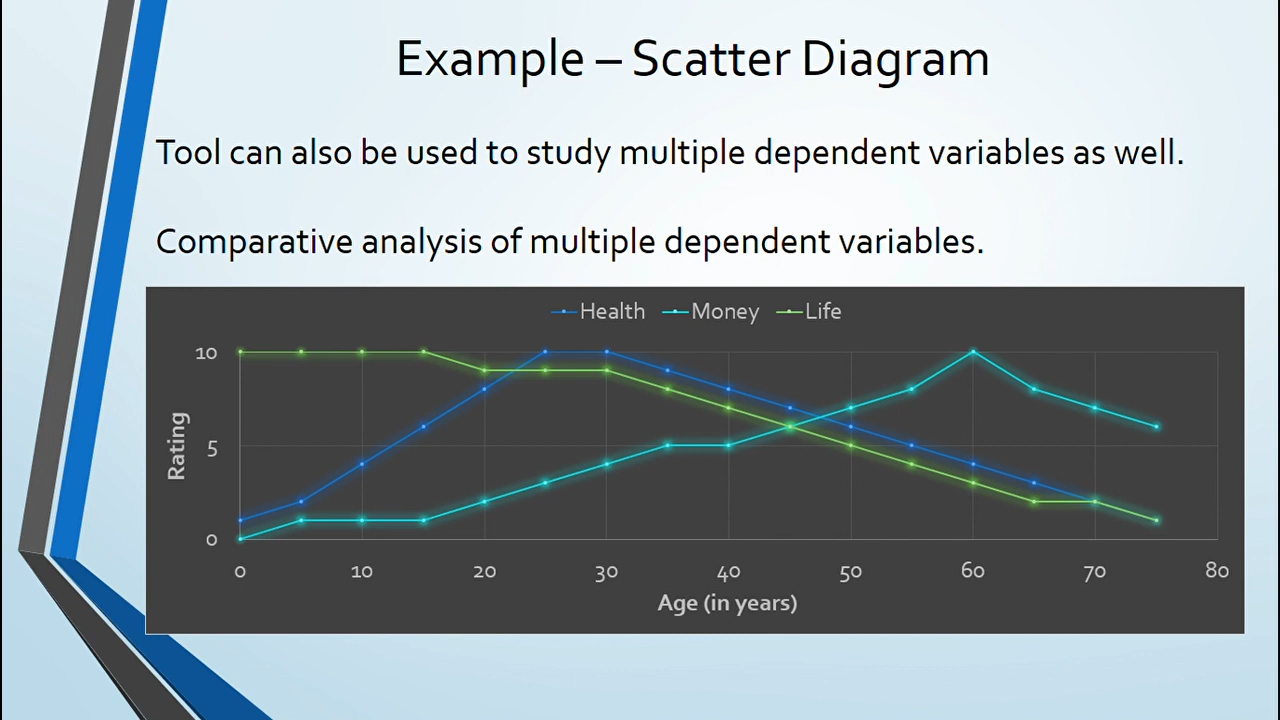 Example – Scatter Diagram
Tool can also be used to study multiple dependent variables as well.
Comparative analysis of multiple dependent variables.
Health Money Life
10
5
0
Rating
0 10 20 30 40 50 60 70 80
Age (in years)